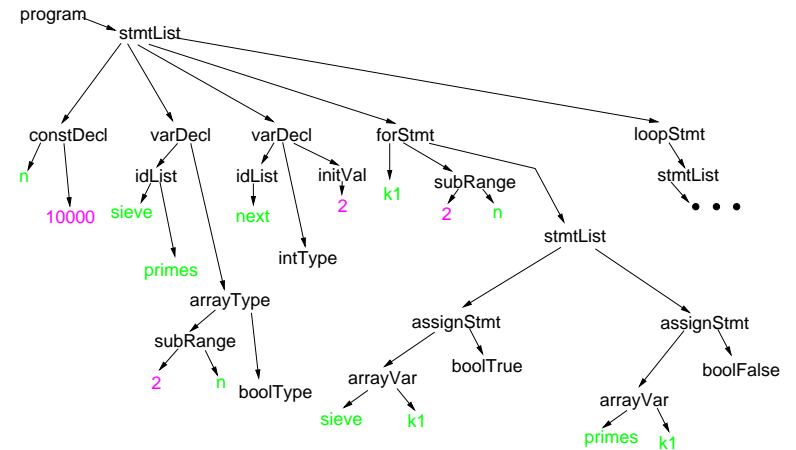 program
stmtList
constDecl varDecl varDecl forStmt loopStmt
n idList idList initVal subRange stmtList
10000 sieve next 2 k1 2 n • • •
stmtList
primes intType
arrayType
subRange assignStmt assignStmt
2 n boolType arrayVar boolTrue boolFalse
sieve k1 arrayVar
primes k1